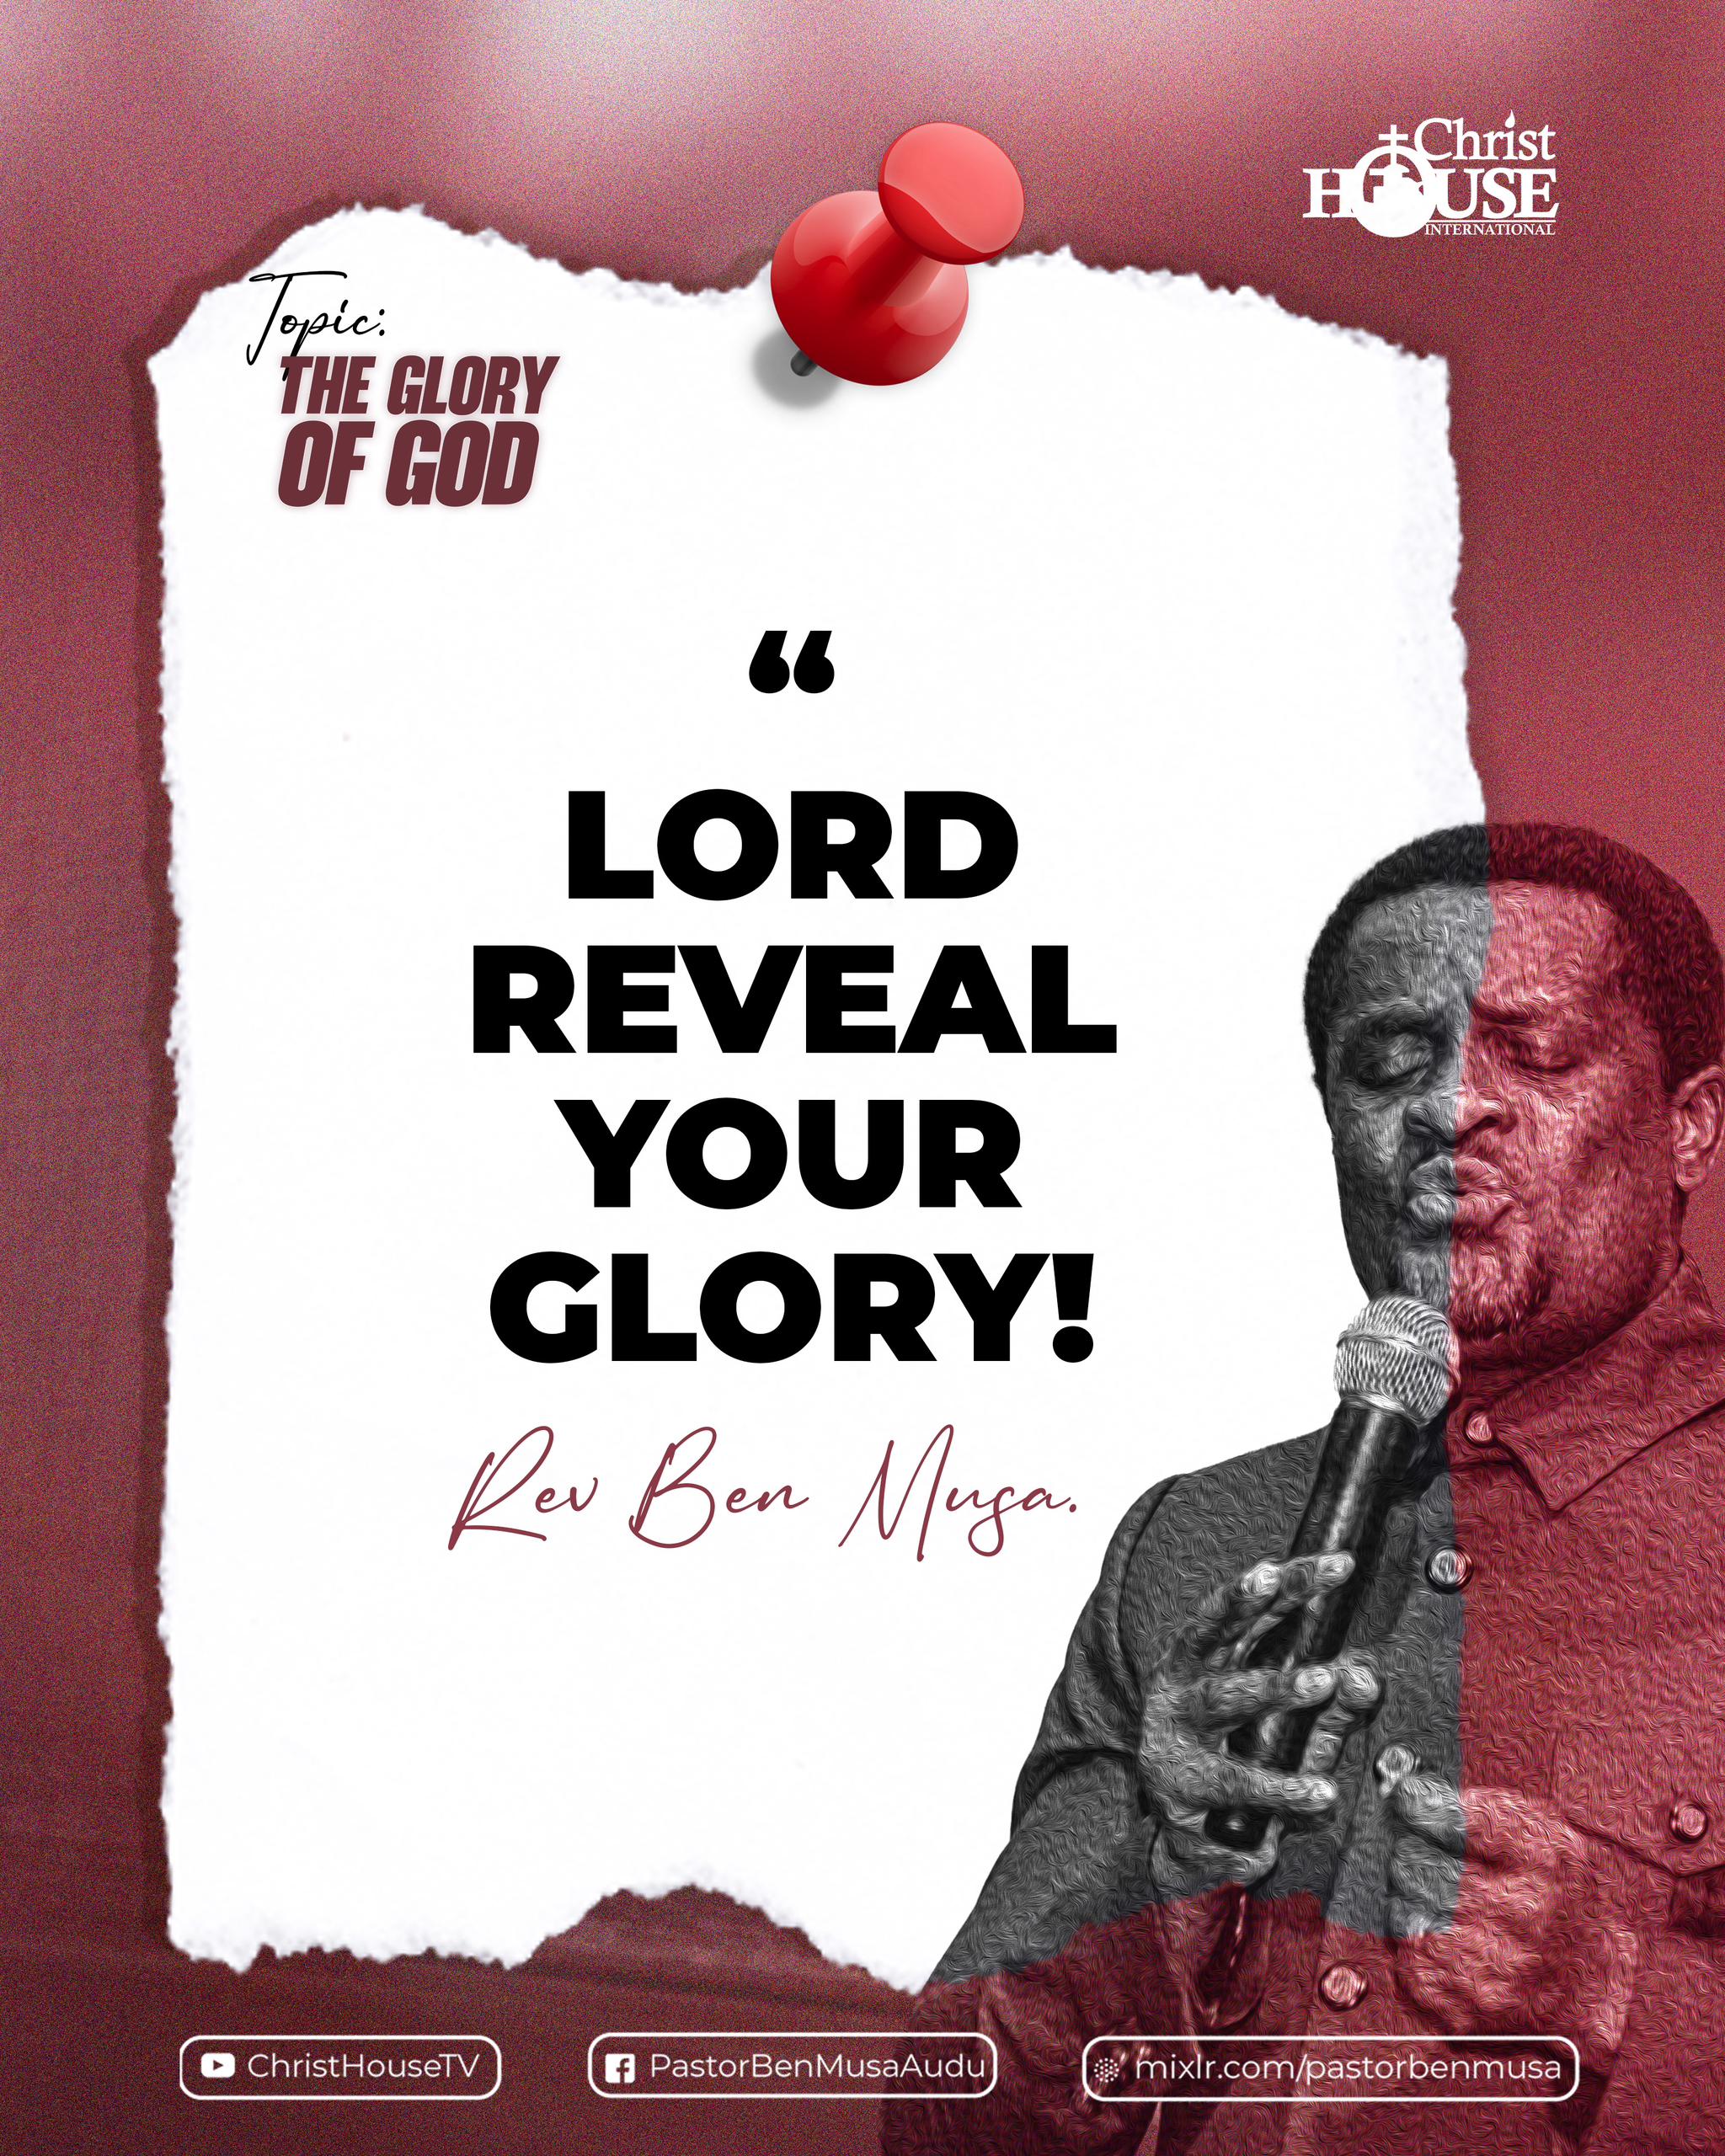 Christ
HOUSE
INTERNATIONAL
Topic:
THE GLORY
OF GOD
“
LORD
REVEAL
YOUR
GLORY!
Rev Ben Musa.
ChristHouseTV
PastorBenMusaAudu
mixlr.com/pastorbenmusa